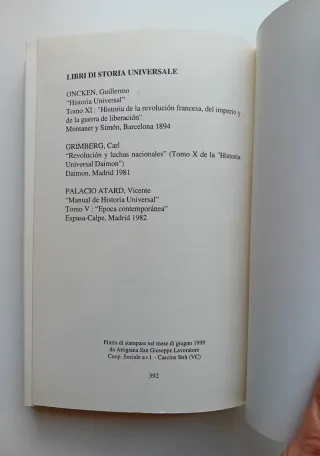 LIBRI DI STORIA UNIVERSALE
ONCKEN, Guillermo
"Historia Universal"
Tomo XI : "Historia de la revolución francesa, del imperio y
de la guerra de liberación"
Montaner y Simón, Barcelona 1894
GRIMBERG, Carl
"Revolución y luchas nacionales" (Tomo X de la "Historia
Universal Daimon")
Daimon, Madrid 1981
PALACIO ATARD, Vicente
"Manual de Historia Universal"
Tomo V : "Epoca contemporánea"
Espasa-Calpe, Madrid 1982
Finito di stampare nel mese di giugno 1999
da Artigiana San Giuseppe Lavoratore
Coop. Sociale a.r.l - Cascine Strà (VC)
392